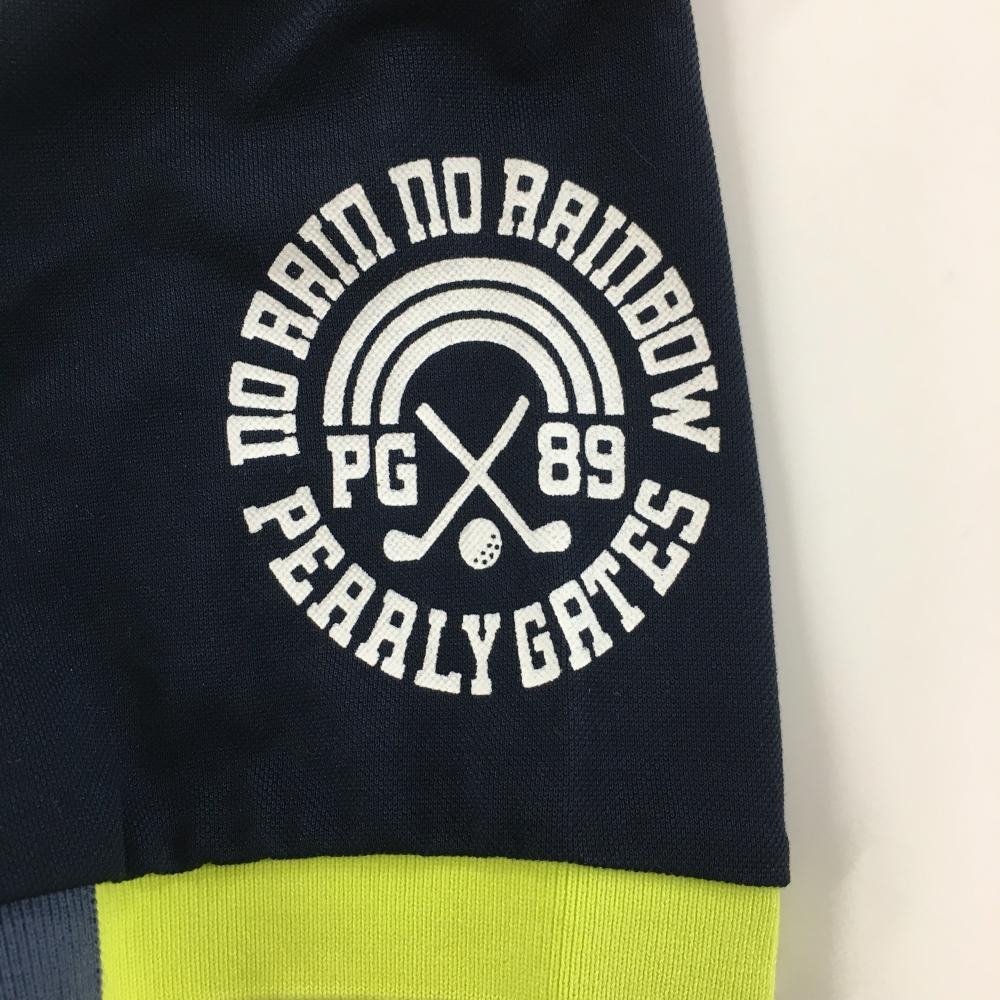 NO RAIN NO RAINBOW
PG 89
PEARLY GATES